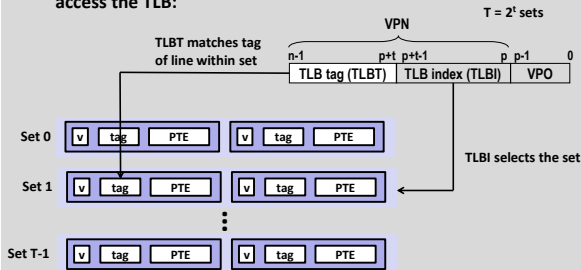 access the TLB:
T = 2^t sets
VPN
TLBT matches tag
of line within set
n-1 p+t p+t-1 p p-1 0
TLB tag (TLBT) TLB index (TLBI) VPO
Set 0 v tag PTE v tag PTE
TLBI selects the set
Set 1 v tag PTE v tag PTE
Set T-1 v tag PTE v tag PTE